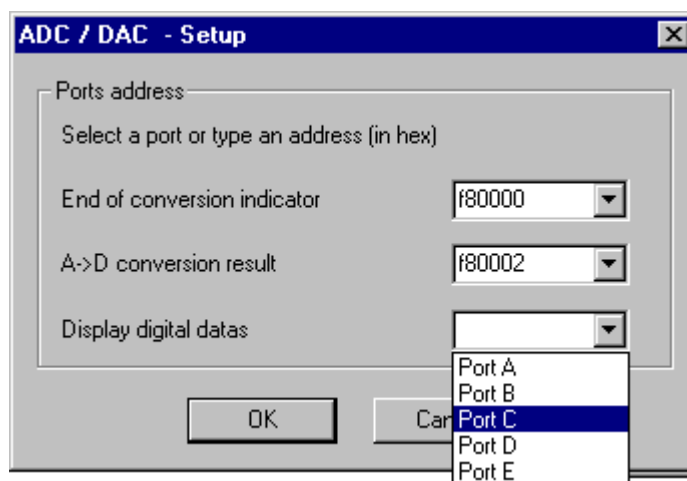 ADC / DAC - Setup
Ports address
Select a port or type an address (in hex)
End of conversion indicator f80000
A->D conversion result f80002
Display digital datas
Port A
Port B
OK Can Port C
Port D
Port E